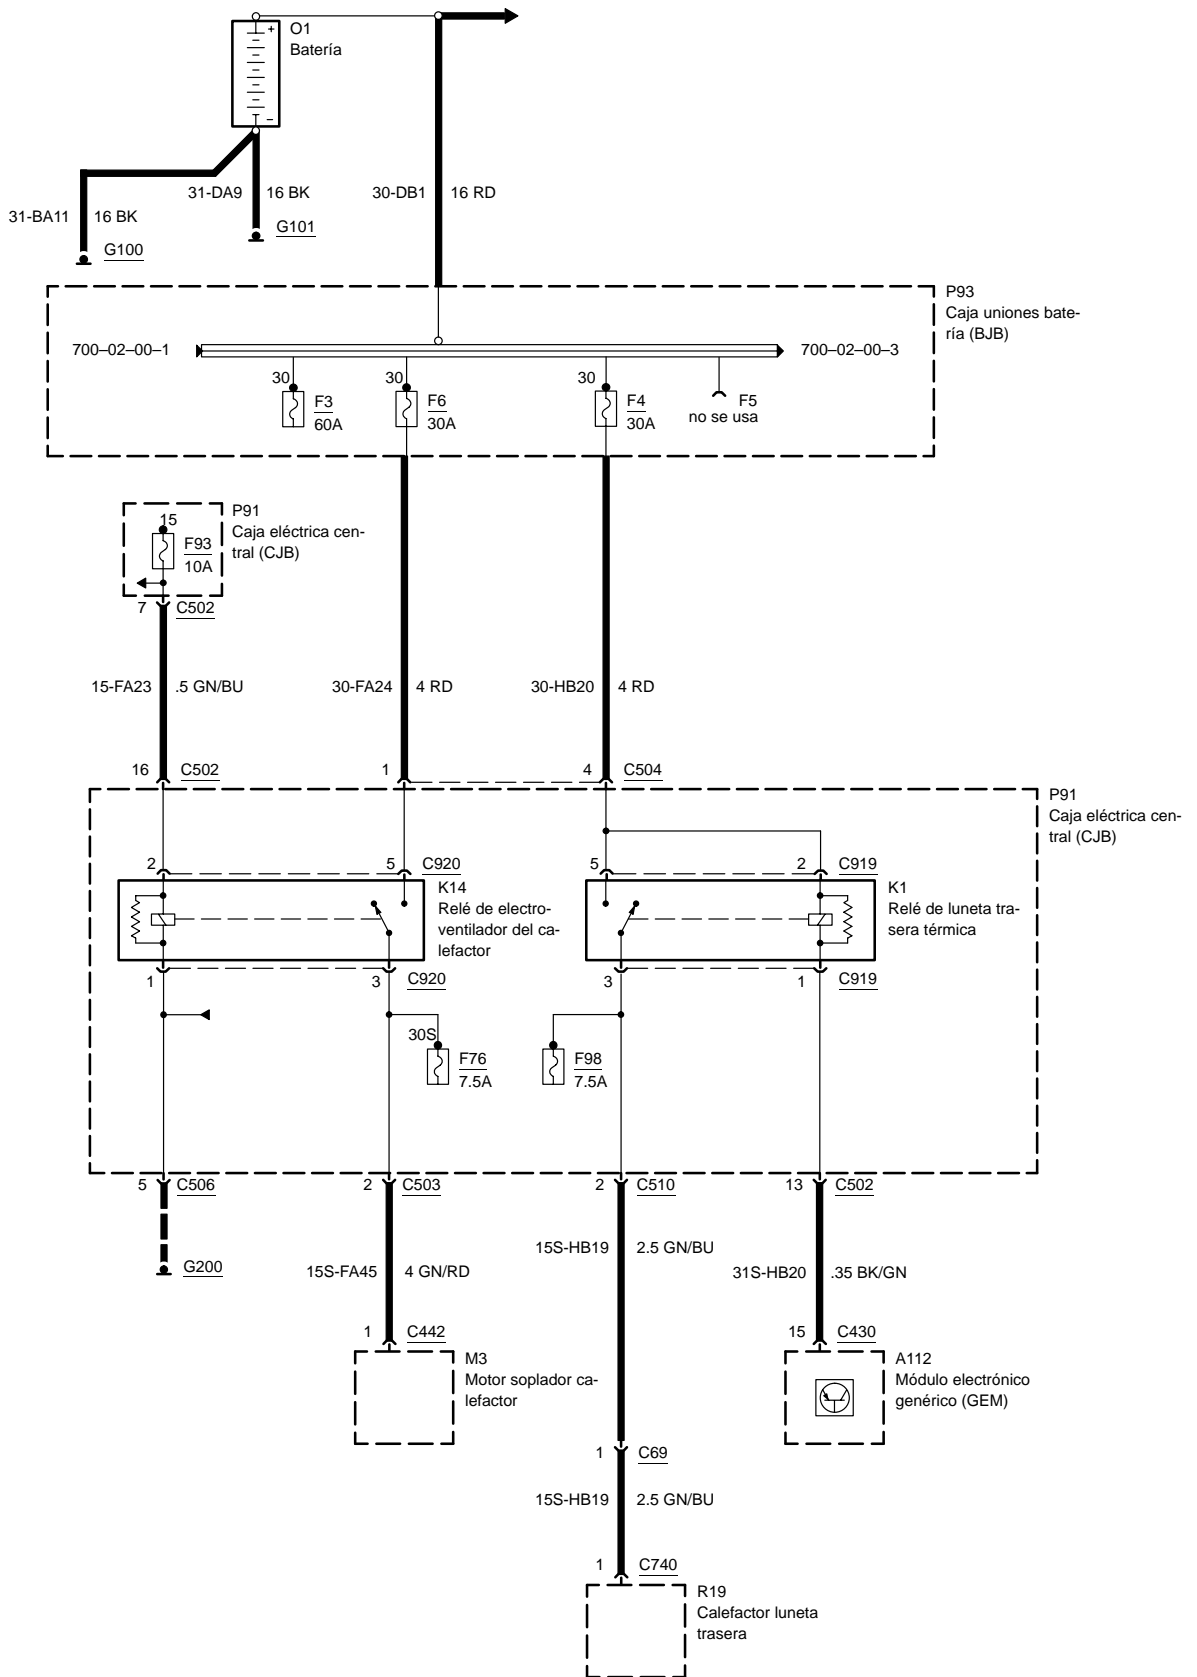 O1
Batería
+
–
31-DA9 16 BK
30-DB1 16 RD
31-BA11 16 BK
G101
G100
P93
Caja uniones bate-
ría (BJB)
700–02–00–1
700–02–00–3
30
F3
60A
30
F6
30A
30
F4
30A
F5
no se usa
P91
Caja eléctrica cen-
tral (CJB)
15
F93
10A
7 C502
15-FA23 .5 GN/BU
30-FA24 4 RD
30-HB20 4 RD
16 C502
1
4 C504
P91
Caja eléctrica cen-
tral (CJB)
2
5 C920
5
2 C919
K14
Relé de electro-
ventilador del ca-
lefactor
K1
Relé de luneta tra-
sera térmica
1
3 C920
3
1 C919
30S
F76
7.5A
F98
7.5A
5 C506
2 C503
2 C510
13 C502
G200
15S-FA45 4 GN/RD
15S-HB19 2.5 GN/BU
31S-HB20 .35 BK/GN
1 C442
15 C430
M3
Motor soplador ca-
lefactor
A112
Módulo electrónico
genérico (GEM)
1 C69
15S-HB19 2.5 GN/BU
1 C740
R19
Calefactor luneta
trasera